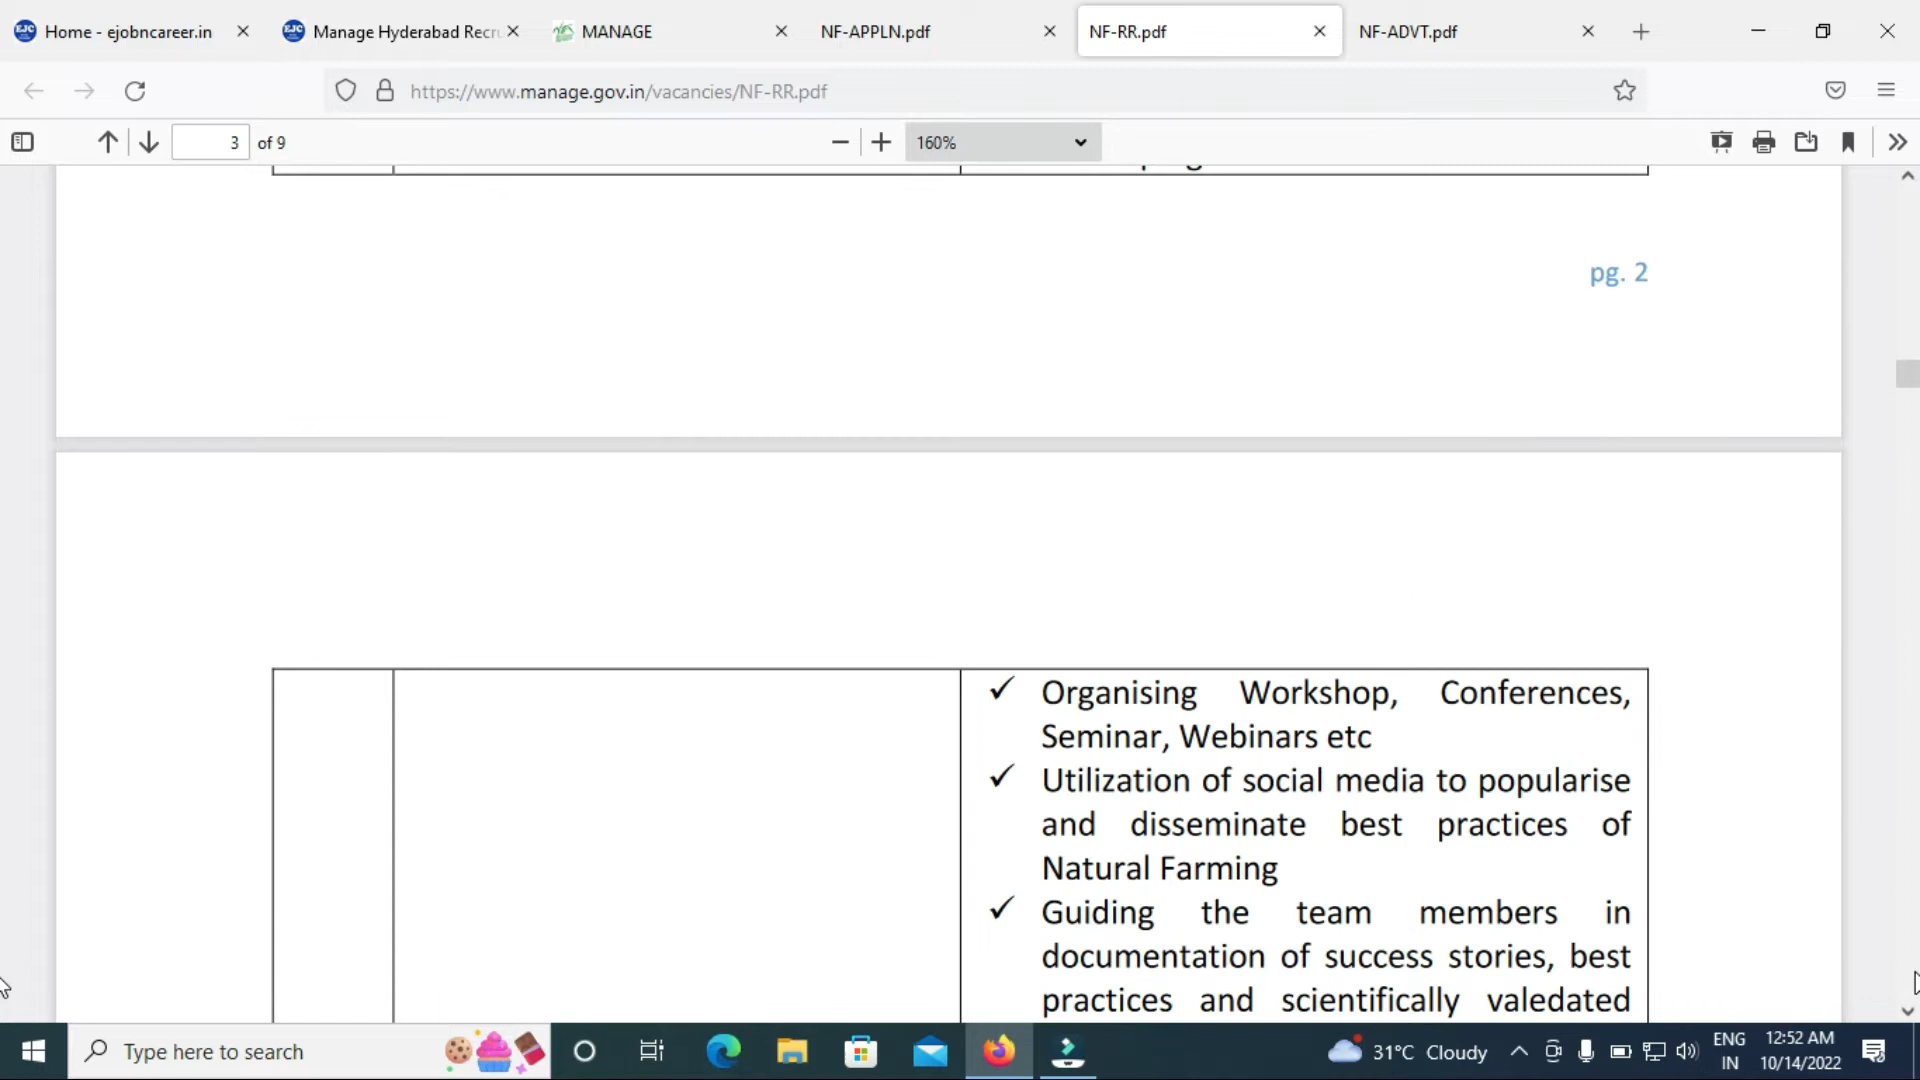 Home - ejobncareer.in
Manage Hyderabad Recru
MANAGE
NF-APPLN.pdf
NF-RR.pdf
NF-ADVT.pdf
https://www.manage.gov.in/vacancies/NF-RR.pdf
3 of 9
160%
pg. 2
✓ Organising Workshop, Conferences,
Seminar, Webinars etc
✓ Utilization of social media to popularise
and disseminate best practices of
Natural Farming
✓ Guiding the team members in
documentation of success stories, best
practices and scientifically valedated
Type here to search
31°C Cloudy
ENG
IN
12:52 AM
10/14/2022